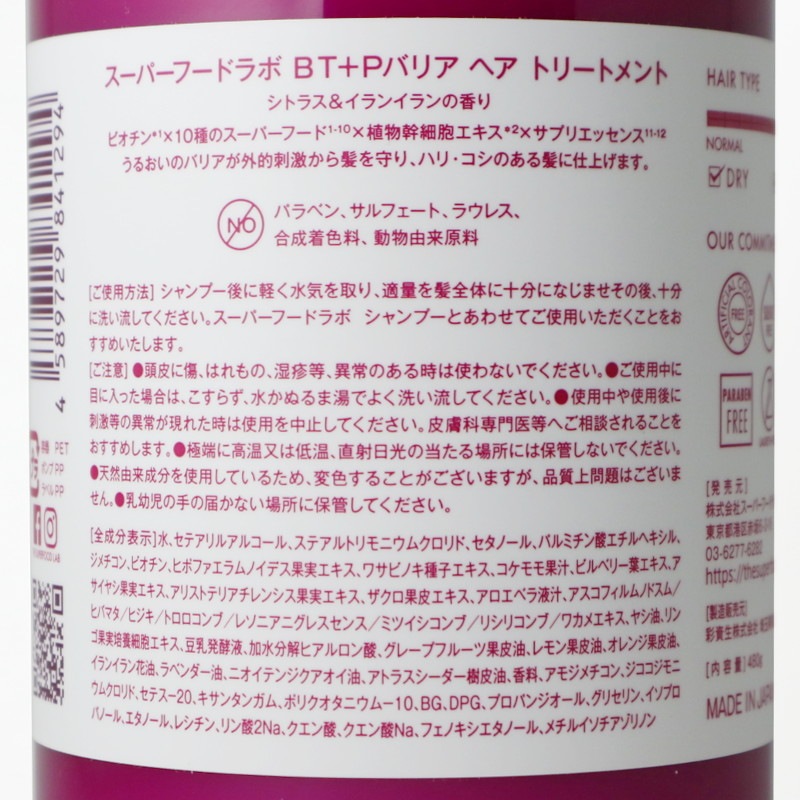 スーパーフードラボ BT+Pバリア ヘア トリートメント
シトラス&イランイランの香り
ビオチン*1×10種のスーパーフード1-10×植物幹細胞エキス*2×サプリエッセンス11-12
うるおいのバリアが外的刺激から髪を守り、ハリ・コシのある髪に仕上げます。
NO
パラベン、サルフェート、ラウレス、
合成着色料、動物由来原料
[ご使用方法] シャンプー後に軽く水気を取り、適量を髪全体に十分になじませその後、十分
に洗い流してください。スーパーフードラボ シャンプーとあわせてご使用いただくことをお
すすめいたします。
[ご注意] ●頭皮に傷、はれもの、湿疹等、異常のある時は使わないでください。●ご使用中に
目に入った場合は、こすらず、水かぬるま湯でよく洗い流してください。●使用中や使用後に
刺激等の異常が現れた時は使用を中止してください。皮膚科専門医等へご相談されることを
おすすめします。●極端に高温又は低温、直射日光の当たる場所には保管しないでください。
●天然由来成分を使用しているため、変色することがございますが、品質上問題はございま
せん。●乳幼児の手の届かない場所に保管してください。
[全成分表示]水、セテアリルアルコール、ステアルトリモニウムクロリド、セタノール、パルミチン酸エチルヘキシル、
ジメチコン、ビオチン、ヒポファエラムノイデス果実エキス、ワサビノキ種子エキス、コケモモ果汁、ビルベリー葉エキス、ア
サイヤシ果実エキス、アリストテリアチレンシス果実エキス、ザクロ果皮エキス、アロエベラ液汁、アスコフィルムノドスム/
ヒバマタ/ヒジキ/トロロコンブ/レソニアニグレスセンス/ミツイシコンブ/リシリコンブ/ワカメエキス、ヤシ油、リン
ゴ果実培養細胞エキス、豆乳発酵液、加水分解ヒアルロン酸、グレープフルーツ果皮油、レモン果皮油、オレンジ果皮油、
イランイラン花油、ラベンダー油、ニオイテンジクアオイ油、アトラスシーダー樹皮油、香料、アモジメチコン、ジココジモニ
ウムクロリド、セテス-20、キサンタンガム、ポリクオタニウム-10、BG、DPG、プロパンジオール、グリセリン、イソプロ
パノール、エタノール、レシチン、リン酸2Na、クエン酸、クエン酸Na、フェノキシエタノール、メチルイソチアゾリノン
4 589729 841294
容器 PET
ポンプ PP
ラベル PP
HAIR TYPE
NORMAL
DRY
OUR
ARTIFICIAL COLOR
FREE
PARABEN
FREE
[発売元]
株式会社スーパーフード
東京都港区赤坂
03-6277-6282
https://thesuper
[製造販売元]
彩資生株式会社
[内容量] 480g
MADE IN